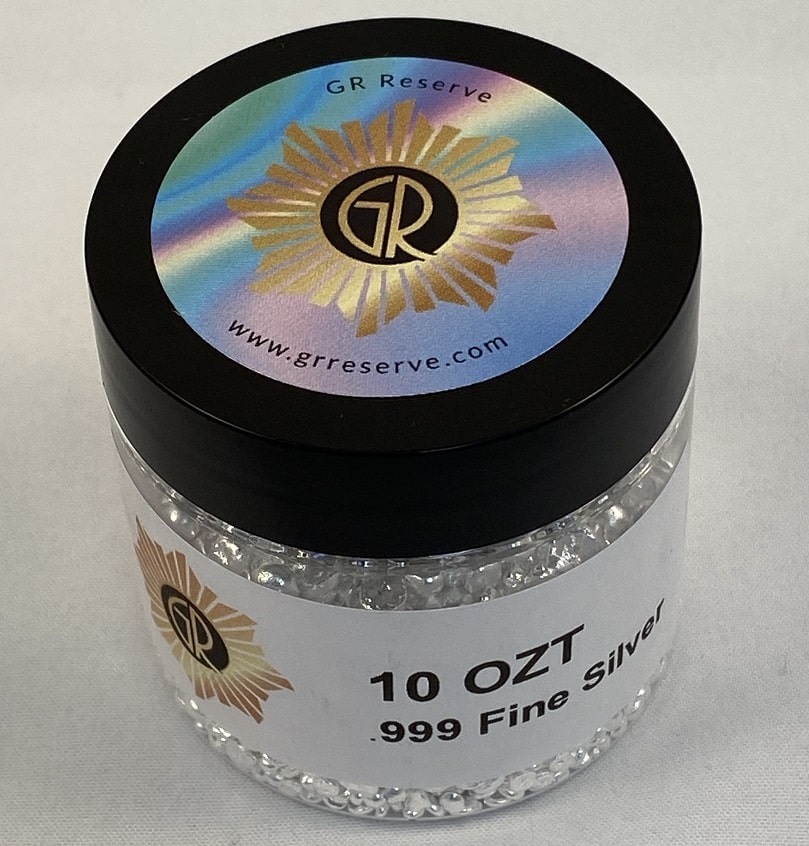 GR Reserve
GR
www.grreserve.com
GR
10 OZT
.999 Fine Silver